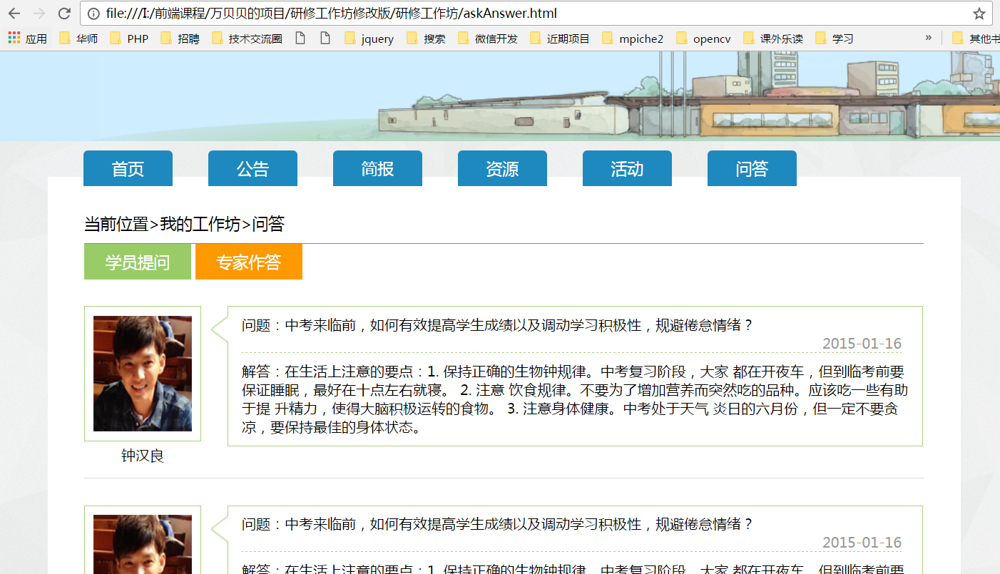 file:///I:/前端课程/万贝贝的项目/研修工作坊修改版/研修工作坊/askAnswer.html
应用 华师 PHP 招聘 技术交流圈 jquery 搜索 微信开发 近期项目 mpiche2 opencv 课外乐读 学习 » 其他书
首页 公告 简报 资源 活动 问答
当前位置>我的工作坊>问答
学员提问 专家作答
问题：中考来临前，如何有效提高学生成绩以及调动学习积极性，规避倦怠情绪？
2015-01-16
解答：在生活上注意的要点：1. 保持正确的生物钟规律。中考复习阶段，大家 都在开夜车，但到临考前要
保证睡眠，最好在十点左右就寝。 2. 注意 饮食规律。不要为了增加营养而突然吃的品种。应该吃一些有助
于提 升精力，使得大脑积极运转的食物。 3. 注意身体健康。中考处于天气 炎日的六月份，但一定不要贪
凉，要保持最佳的身体状态。
钟汉良
问题：中考来临前，如何有效提高学生成绩以及调动学习积极性，规避倦怠情绪？
2015-01-16
解答：在生活上注意的要点：1. 保持正确的生物钟规律。中考复习阶段，大家 都在开夜车，但到临考前要